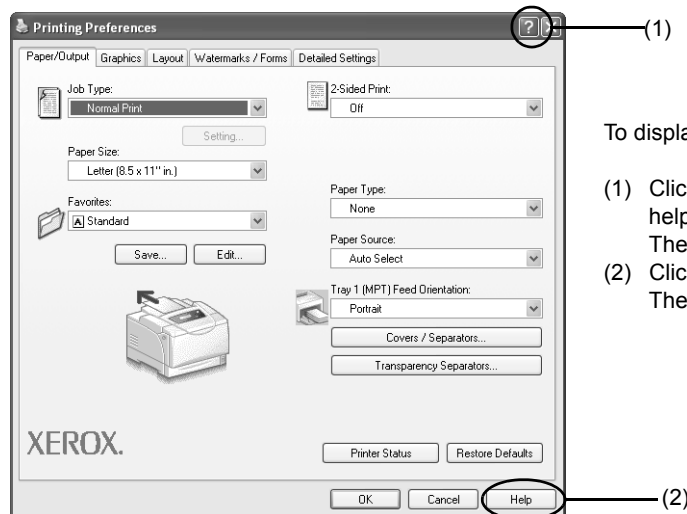 Printing Preferences
?
(1)
Paper/Output Graphics Layout Watermarks / Forms Detailed Settings
Job Type:
Normal Print
2-Sided Print:
Off
Setting...
Paper Size:
Letter (8.5 x 11" in.)
Favorites:
A Standard
Save... Edit...
Paper Type:
None
Paper Source:
Auto Select
Tray 1 (MPT) Feed Orientation:
Portrait
Covers / Separators...
Transparency Separators...
XEROX.
Printer Status Restore Defaults
OK Cancel Help
(2)
To displa
(1) Clic
help
The
(2) Clic
The